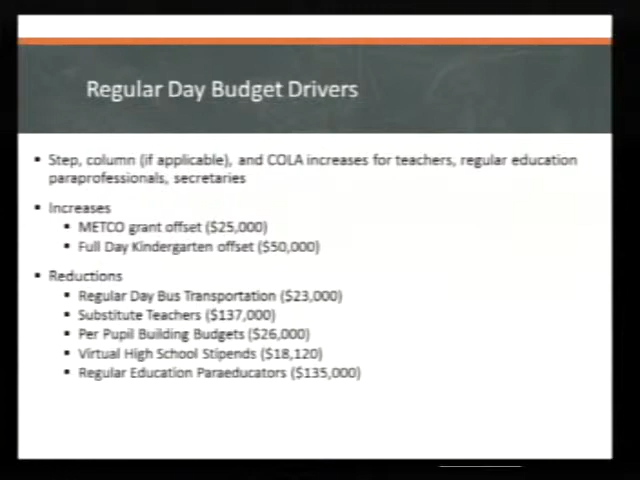 Regular Day Budget Drivers
▪ Step, column (if applicable), and COLA increases for teachers, regular education
paraprofessionals, secretaries
▪ Increases
▪ METCO grant offset ($25,000)
▪ Full Day Kindergarten offset ($50,000)
▪ Reductions
▪ Regular Day Bus Transportation ($23,000)
▪ Substitute Teachers ($137,000)
▪ Per Pupil Building Budgets ($26,000)
▪ Virtual High School Stipends ($18,120)
▪ Regular Education Paraeducators ($135,000)